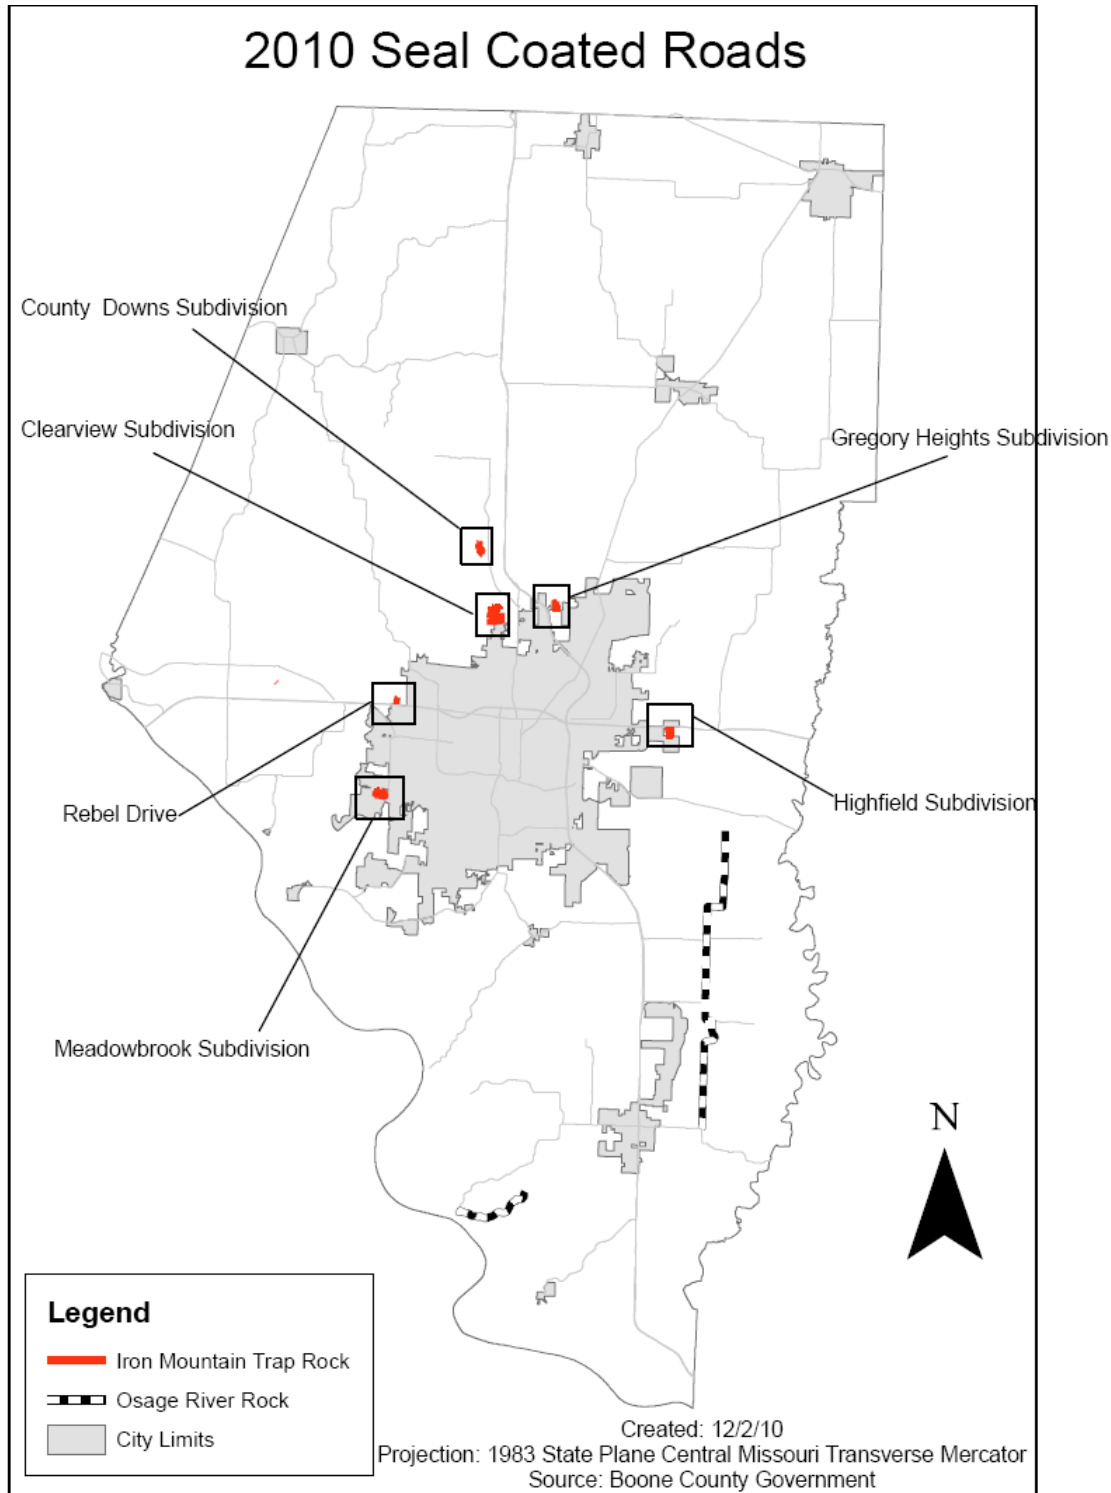 2010 Seal Coated Roads
County  Downs Subdivision
Clearview Subdivision
Gregory Heights Subdivision
Rebel Drive
Highfield Subdivision
Meadowbrook Subdivision
N
Legend
Iron Mountain Trap Rock
Osage River Rock
City Limits
Created: 12/2/10
Projection: 1983 State Plane Central Missouri Transverse Mercator
Source: Boone County Government